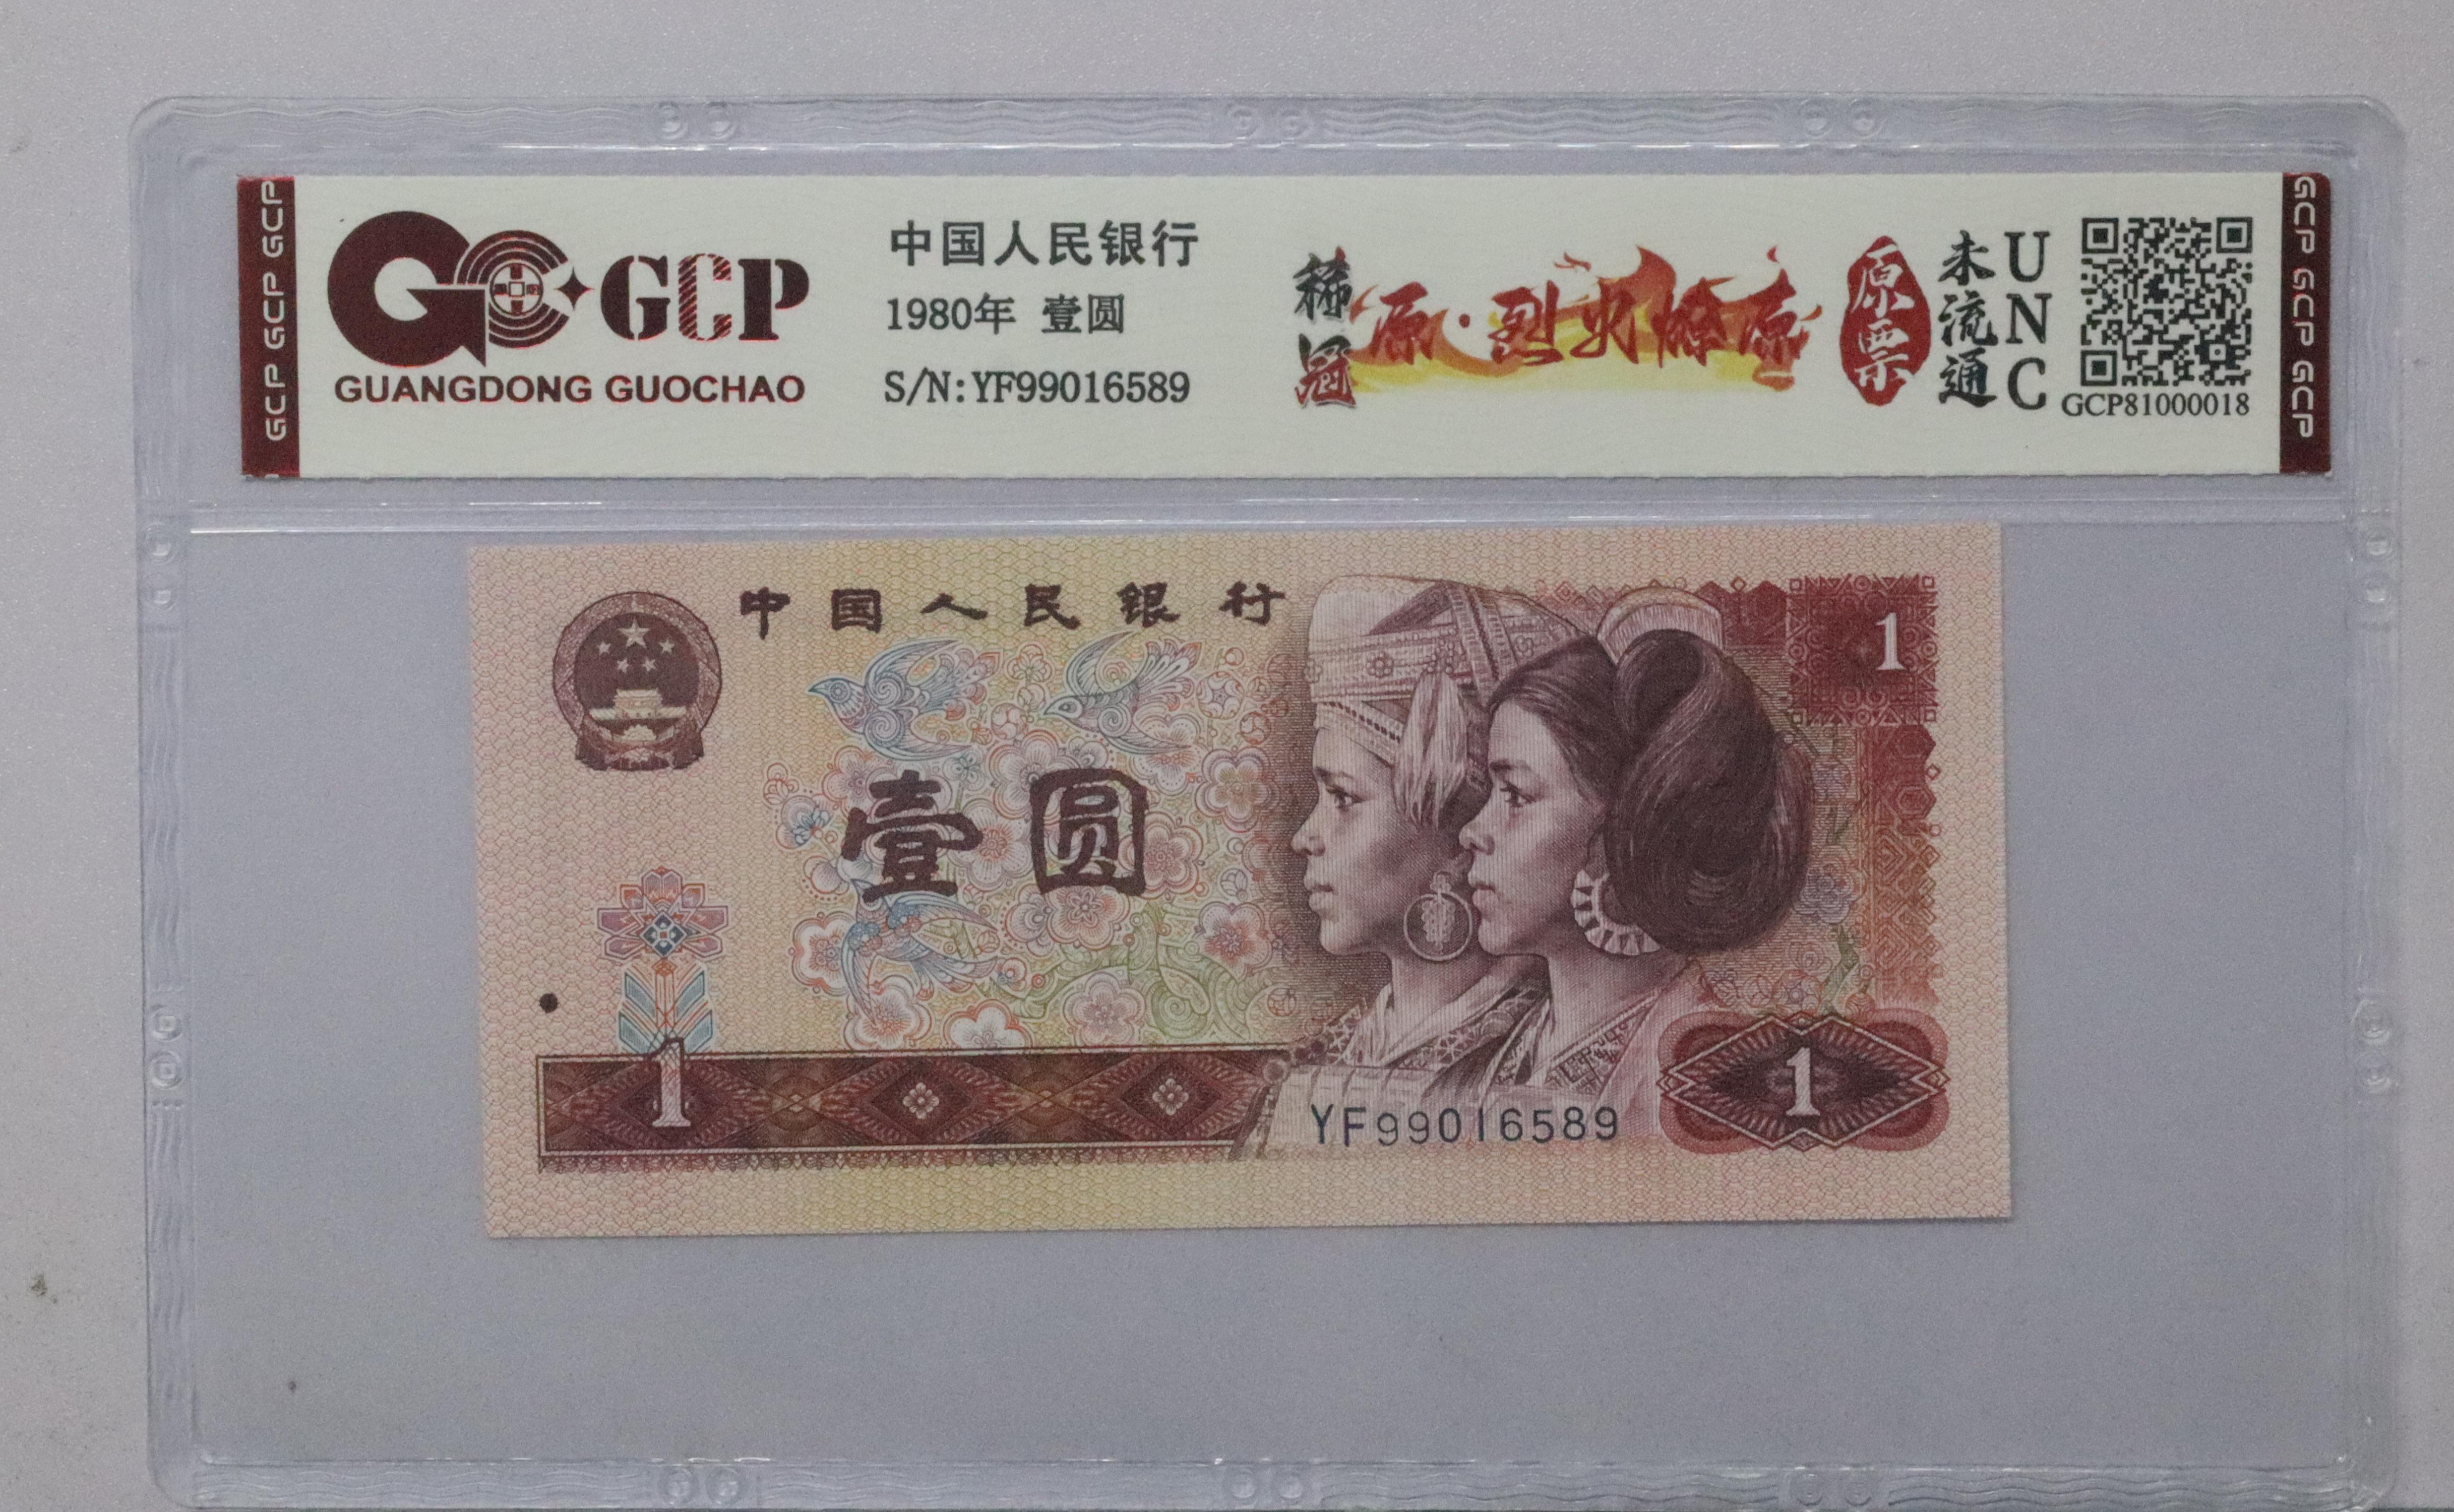 GCP GCP GCP
GCP
GUANGDONG GUOCHAO
中国人民银行
1980年 壹圆
S/N:YF99016589
稀冠
原·烈火燎原
原票
未流通
UNC
GCP81000018
GCP GCP GCP
中国人民银行
1
壹圆
1
YF99016589
1